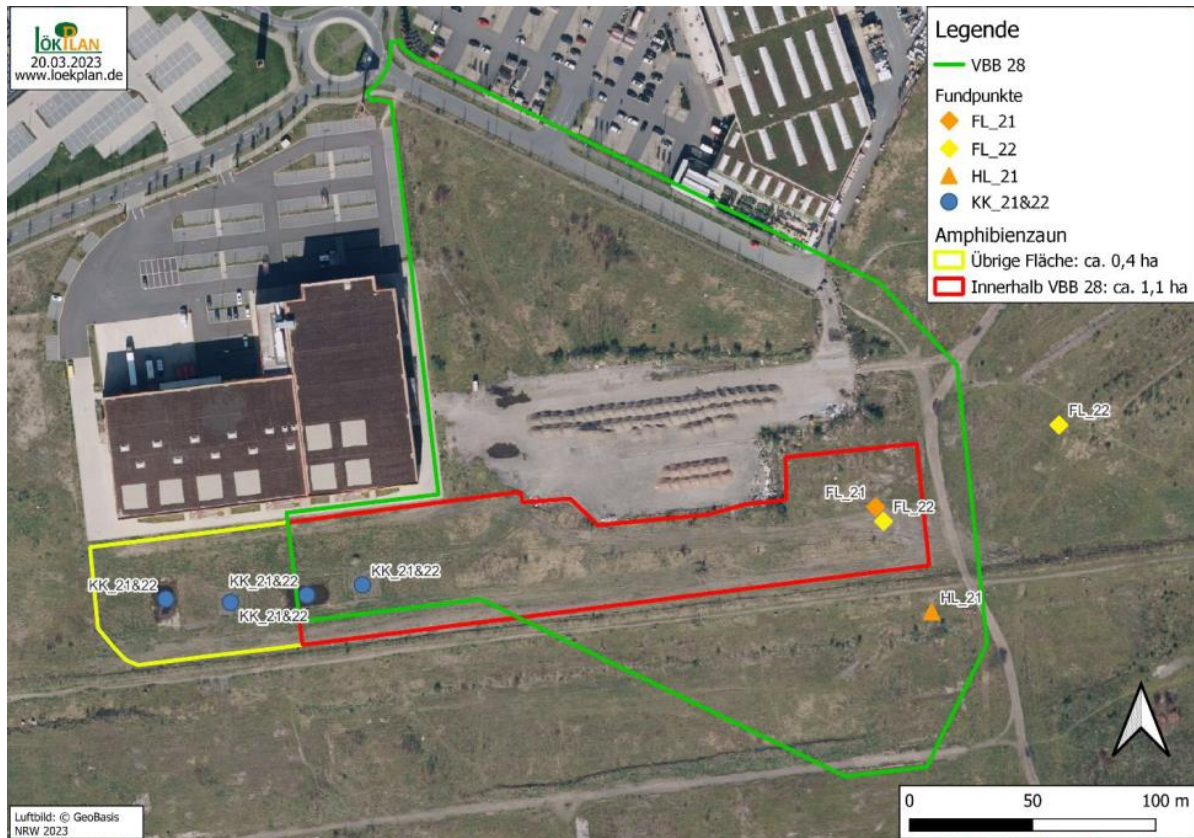 LÖKPLAN
20.03.2023
www.loekplan.de
Legende
VBB 28
Fundpunkte
FL_21
FL_22
HL_21
KK_21&22
Amphibienzaun
Übrige Fläche: ca. 0,4 ha
Innerhalb VBB 28: ca. 1,1 ha
FL_22
FL_21
FL_22
KK_21&22
KK_21&22
KK_21&22
KK_21&22
HL_21
0 50 100 m
Luftbild: © GeoBasis
NRW 2023